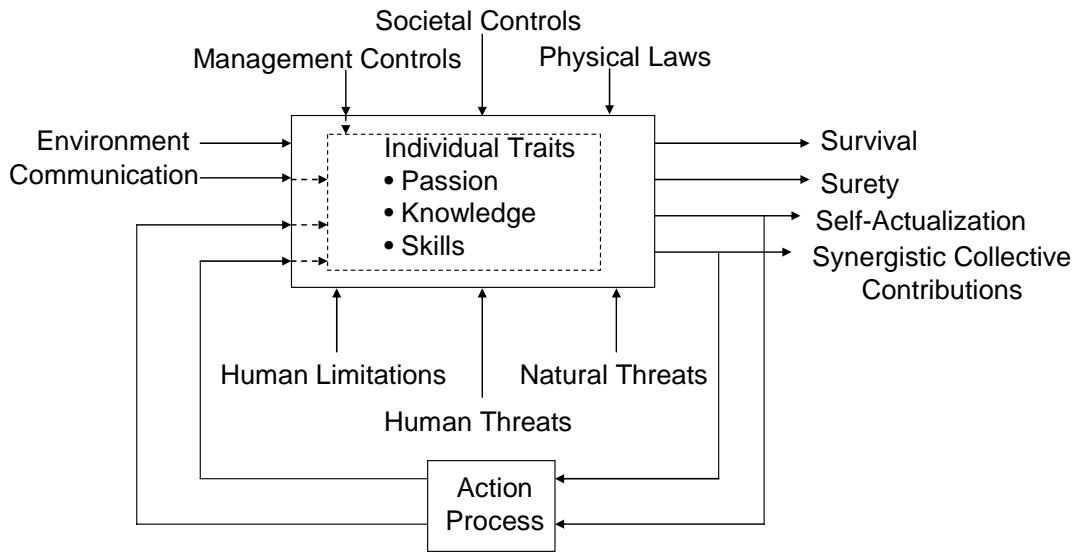 Societal Controls
Management Controls
Physical Laws
Environment
Communication
Individual Traits
• Passion
• Knowledge
• Skills
Survival
Surety
Self-Actualization
Synergistic Collective
Contributions
Human Limitations
Natural Threats
Human Threats
Action
Process